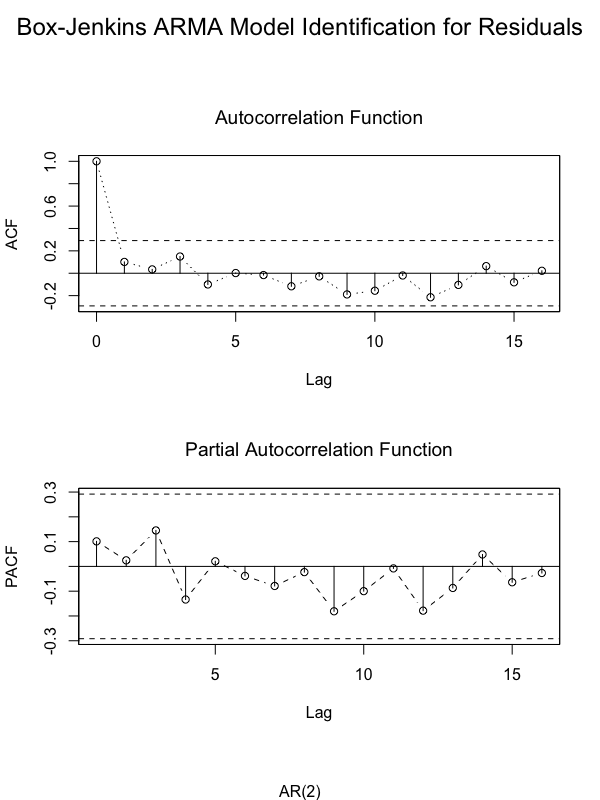 Box-Jenkins ARMA Model Identification for Residuals
Autocorrelation Function
ACF
1.0
0.6
0.2
-0.2
0 5 10 15
Lag
Partial Autocorrelation Function
PACF
0.3
0.1
-0.1
-0.3
5 10 15
Lag
AR(2)